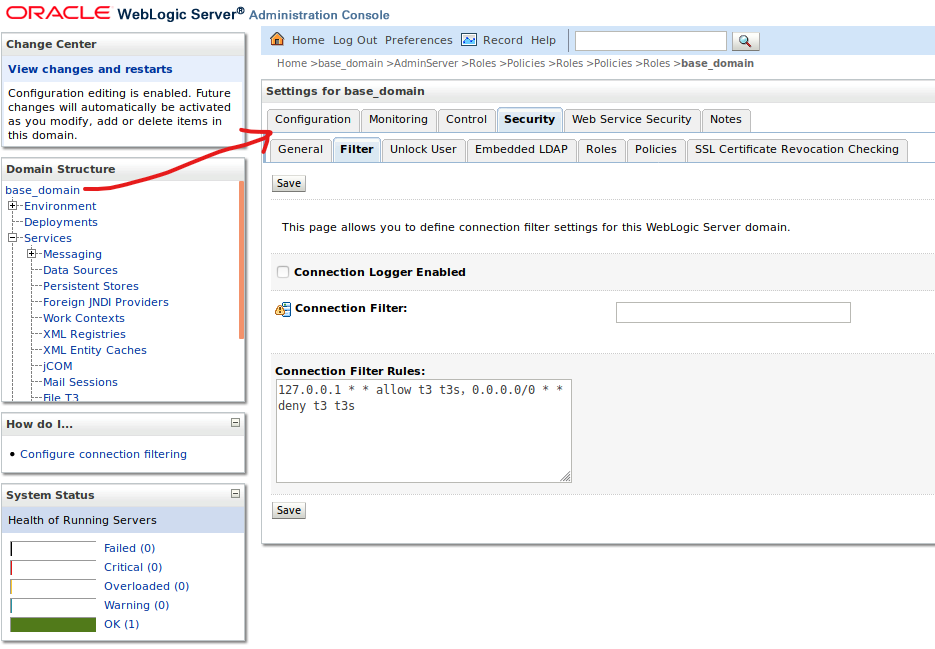 ORACLE WebLogic Server® Administration Console
Change Center
View changes and restarts
Configuration editing is enabled. Future
changes will automatically be activated
as you modify, add or delete items in
this domain.
Domain Structure
base_domain
Environment
Deployments
Services
Messaging
Data Sources
Persistent Stores
Foreign JNDI Providers
Work Contexts
XML Registries
XML Entity Caches
jCOM
Mail Sessions
File T3
How do I...
Configure connection filtering
System Status
Health of Running Servers
Failed (0)
Critical (0)
Overloaded (0)
Warning (0)
OK (1)
Home Log Out Preferences Record Help
Home >base_domain >AdminServer >Roles >Policies >Roles >Policies >Roles >base_domain
Settings for base_domain
Configuration Monitoring Control Security Web Service Security Notes
General Filter Unlock User Embedded LDAP Roles Policies SSL Certificate Revocation Checking
Save
This page allows you to define connection filter settings for this WebLogic Server domain.
Connection Logger Enabled
Connection Filter:
Connection Filter Rules:
127.0.0.1 * * allow t3 t3s, 0.0.0.0/0 * *
deny t3 t3s
Save